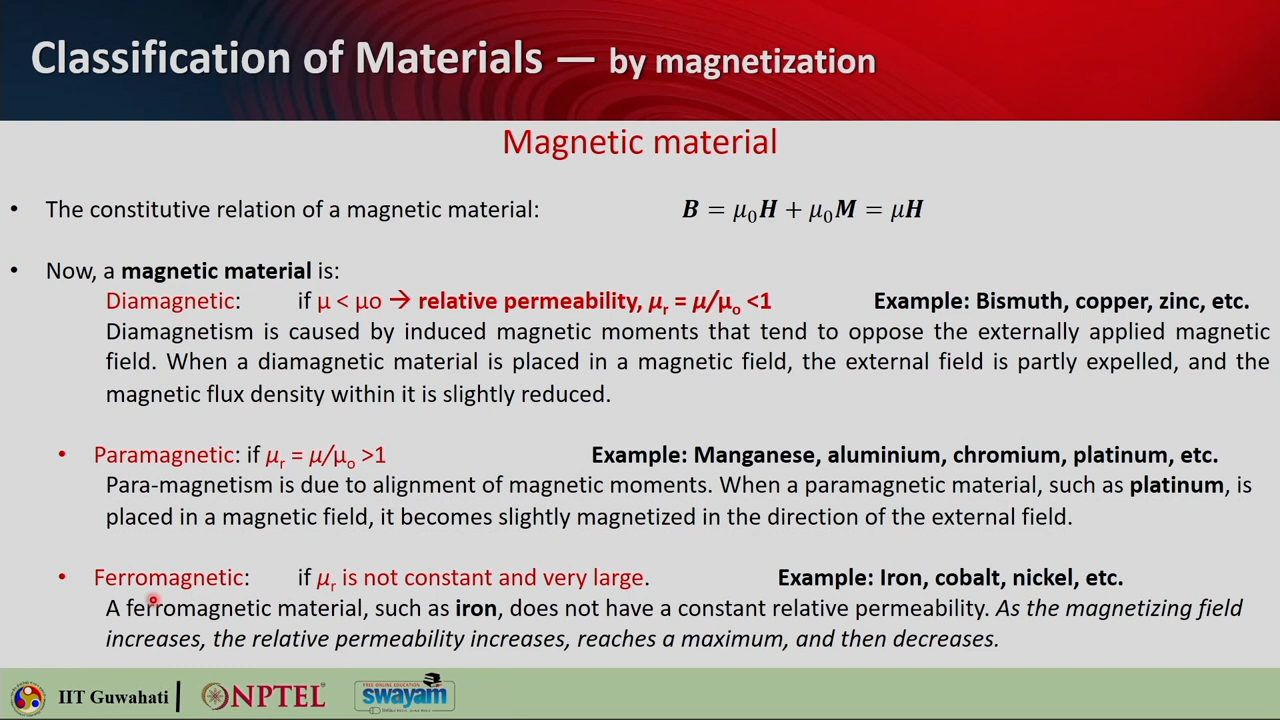 Classification of Materials — by magnetization
Magnetic material
• The constitutive relation of a magnetic material: B = μ₀H + μ₀M = μH
• Now, a magnetic material is:
Diamagnetic: if μ < μo → relative permeability, μr = μ/μo <1 Example: Bismuth, copper, zinc, etc.
Diamagnetism is caused by induced magnetic moments that tend to oppose the externally applied magnetic
field. When a diamagnetic material is placed in a magnetic field, the external field is partly expelled, and the
magnetic flux density within it is slightly reduced.
• Paramagnetic: if μr = μ/μo >1 Example: Manganese, aluminium, chromium, platinum, etc.
Para-magnetism is due to alignment of magnetic moments. When a paramagnetic material, such as platinum, is
placed in a magnetic field, it becomes slightly magnetized in the direction of the external field.
• Ferromagnetic: if μr is not constant and very large. Example: Iron, cobalt, nickel, etc.
A ferromagnetic material, such as iron, does not have a constant relative permeability. As the magnetizing field
increases, the relative permeability increases, reaches a maximum, and then decreases.
IIT Guwahati NPTEL FREE ONLINE EDUCATION swayam